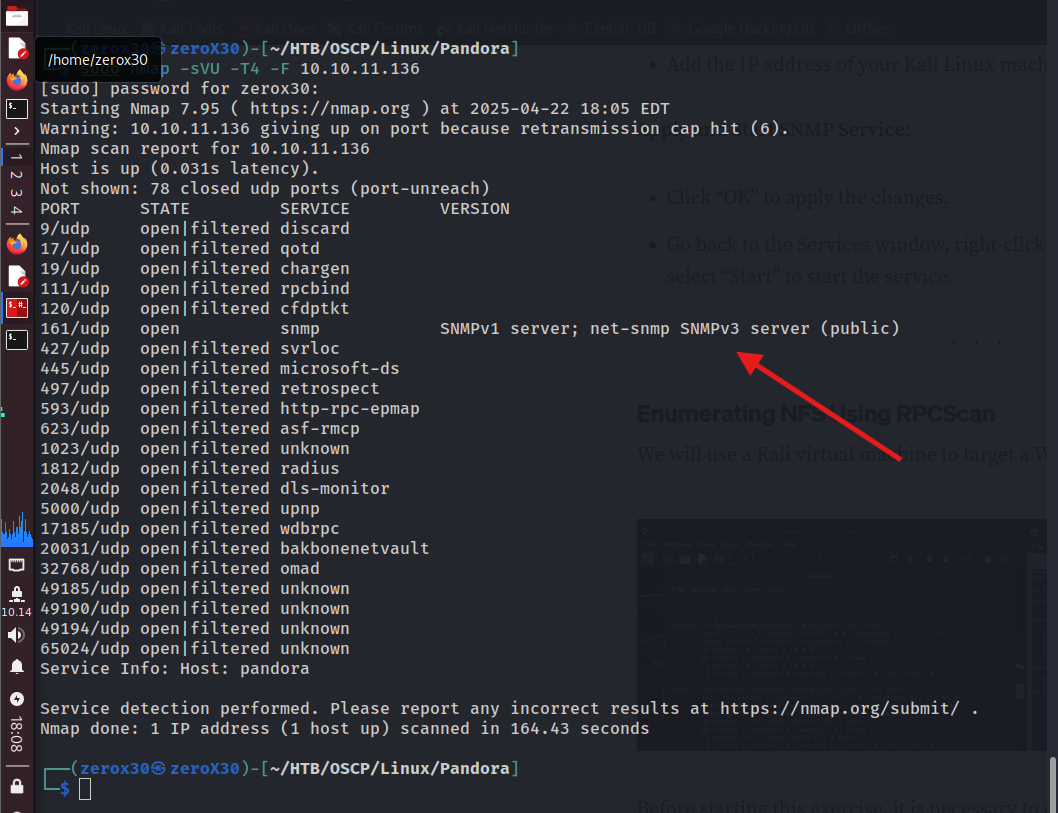 Kali Linux Kali Tools Kali Docs Kali Forums Kali NetHunter Exploit-DB Google Hacking DB OffSec
┌──(zerox30㉿zeroX30)-[~/HTB/OSCP/Linux/Pandora]
/home/zerox30
└─$ sudo nmap -sVU -T4 -F 10.10.11.136
Add the IP address of your Kali Linux mach
[sudo] password for zerox30:
Starting Nmap 7.95 ( https://nmap.org ) at 2025-04-22 18:05 EDT
Warning: 10.10.11.136 giving up on port because retransmission cap hit (6).
SNMP Service:
Nmap scan report for 10.10.11.136
Host is up (0.031s latency).
Not shown: 78 closed udp ports (port-unreach)
Click “OK” to apply the changes.
PORT STATE SERVICE VERSION
9/udp open|filtered discard
17/udp open|filtered qotd
Go back to the Services window, right-click
19/udp open|filtered chargen
select “Start” to start the service.
111/udp open|filtered rpcbind
120/udp open|filtered cfdptkt
161/udp open snmp SNMPv1 server; net-snmp SNMPv3 server (public)
. . .
427/udp open|filtered svrloc
445/udp open|filtered microsoft-ds
497/udp open|filtered retrospect
593/udp open|filtered http-rpc-epmap
Enumerating NFS Using RPCScan
623/udp open|filtered asf-rmcp
1023/udp open|filtered unknown
We will use a Kali virtual machine to target a W
1812/udp open|filtered radius
2048/udp open|filtered dls-monitor
5000/udp open|filtered upnp
17185/udp open|filtered wdbrpc
20031/udp open|filtered bakbonenetvault
32768/udp open|filtered omad
49185/udp open|filtered unknown
49190/udp open|filtered unknown
49194/udp open|filtered unknown
65024/udp open|filtered unknown
Service Info: Host: pandora
Service detection performed. Please report any incorrect results at https://nmap.org/submit/ .
Nmap done: 1 IP address (1 host up) scanned in 164.43 seconds
┌──(zerox30㉿zeroX30)-[~/HTB/OSCP/Linux/Pandora]
└─$
Before starting this exercise, it is necessary to
1
2
3
4
10.14
18:08